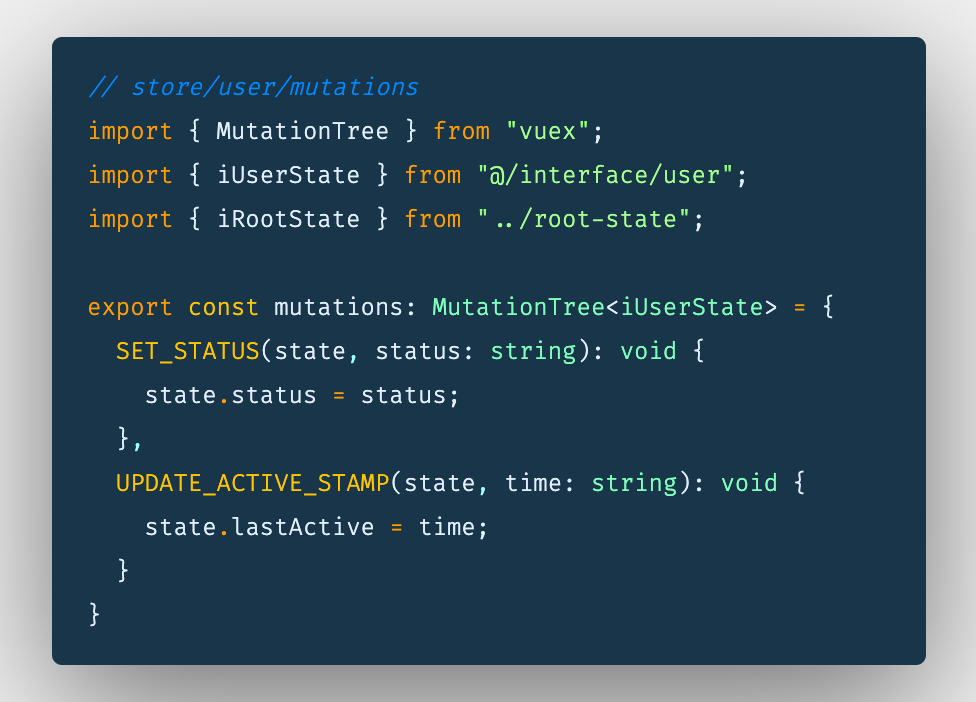 // store/user/mutations
import { MutationTree } from "vuex";
import { iUserState } from "@/interface/user";
import { iRootState } from "../root-state";
export const mutations: MutationTree<iUserState> = {
SET_STATUS(state, status: string): void {
state.status = status;
},
UPDATE_ACTIVE_STAMP(state, time: string): void {
state.lastActive = time;
}
}